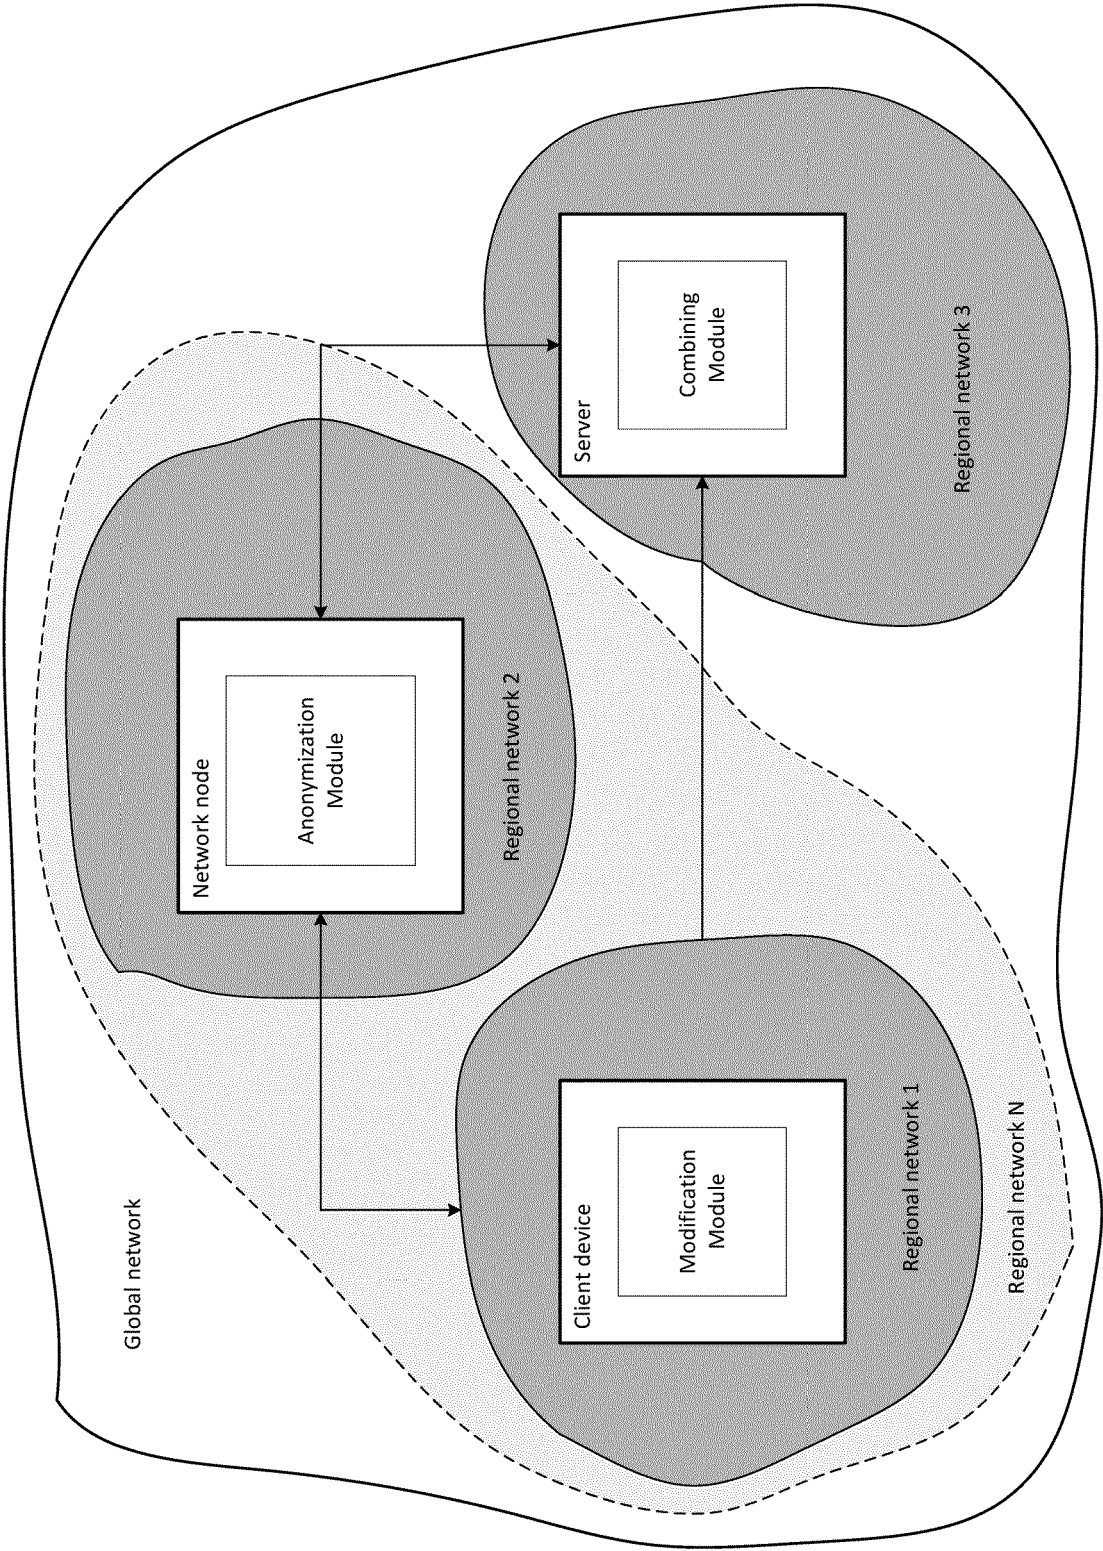 Global network
Network node
Anonymization
Module
Regional network 2
Client device
Modification
Module
Regional network 1
Regional network N
Server
Combining
Module
Regional network 3